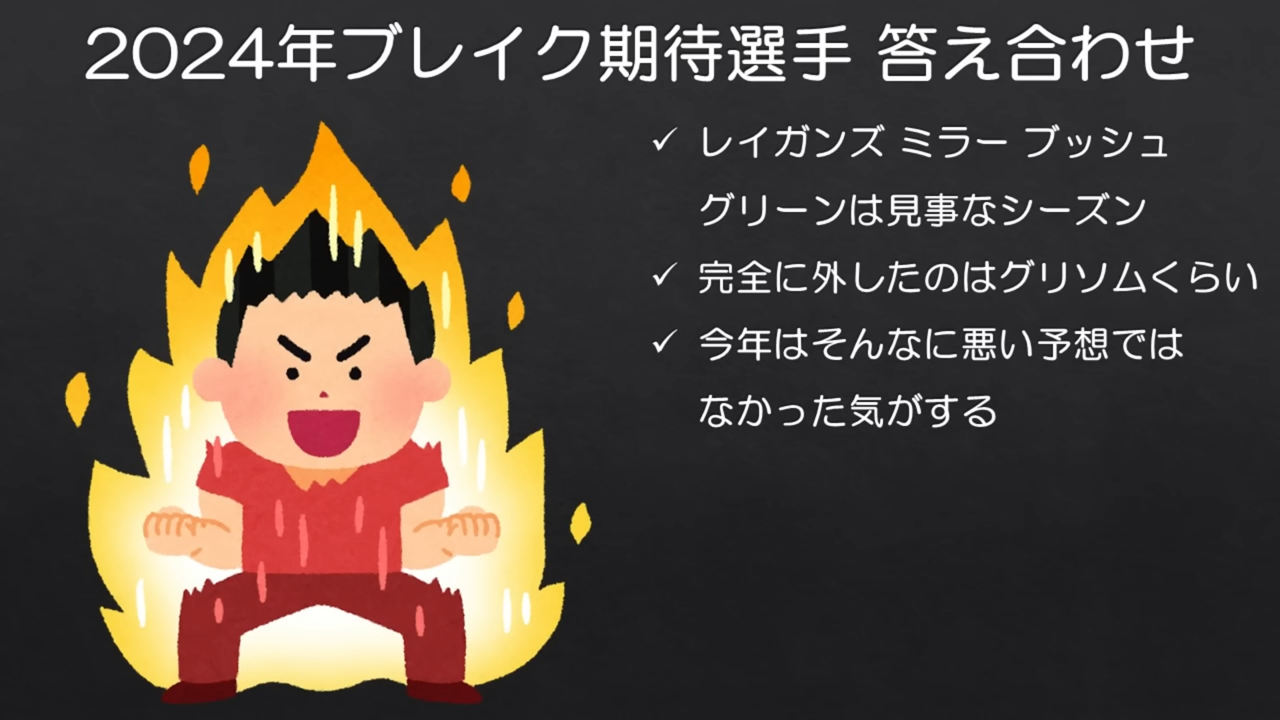 2024年ブレイク期待選手 答え合わせ
✓ レイガンズ ミラー ブッシュ
グリーンは見事なシーズン
✓ 完全に外したのはグリソムくらい
✓ 今年はそんなに悪い予想では
なかった気がする